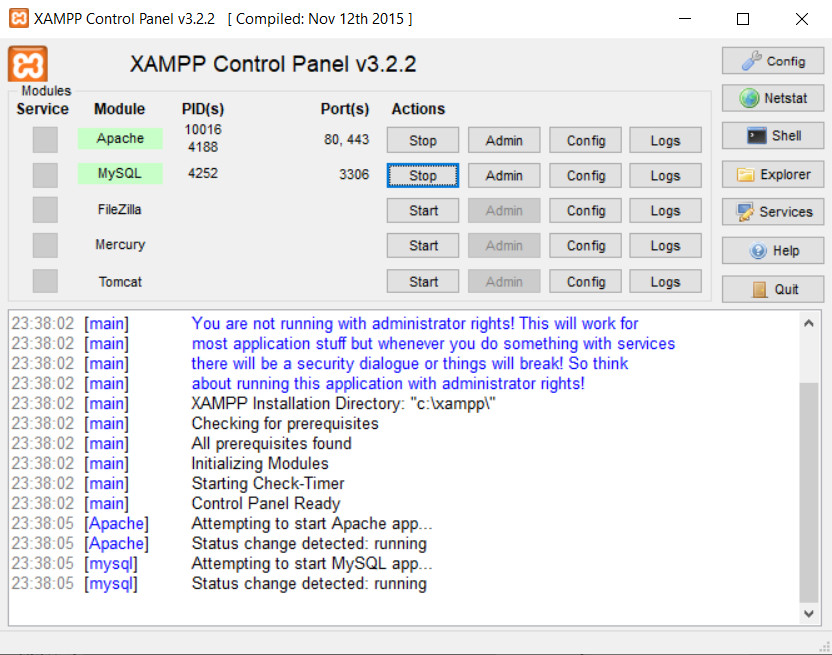 XAMPP Control Panel v3.2.2 [ Compiled: Nov 12th 2015 ]
XAMPP Control Panel v3.2.2
Config
Modules
Service Module PID(s) Port(s) Actions
Netstat
Apache 10016 4188 80, 443 Stop Admin Config Logs
Shell
MySQL 4252 3306 Stop Admin Config Logs
Explorer
FileZilla Start Admin Config Logs
Services
Mercury Start Admin Config Logs
Help
Tomcat Start Admin Config Logs
Quit
23:38:02 [main] You are not running with administrator rights! This will work for
23:38:02 [main] most application stuff but whenever you do something with services
23:38:02 [main] there will be a security dialogue or things will break! So think
23:38:02 [main] about running this application with administrator rights!
23:38:02 [main] XAMPP Installation Directory: "c:\xampp\"
23:38:02 [main] Checking for prerequisites
23:38:02 [main] All prerequisites found
23:38:02 [main] Initializing Modules
23:38:02 [main] Starting Check-Timer
23:38:02 [main] Control Panel Ready
23:38:05 [Apache] Attempting to start Apache app...
23:38:05 [Apache] Status change detected: running
23:38:05 [mysql] Attempting to start MySQL app...
23:38:05 [mysql] Status change detected: running